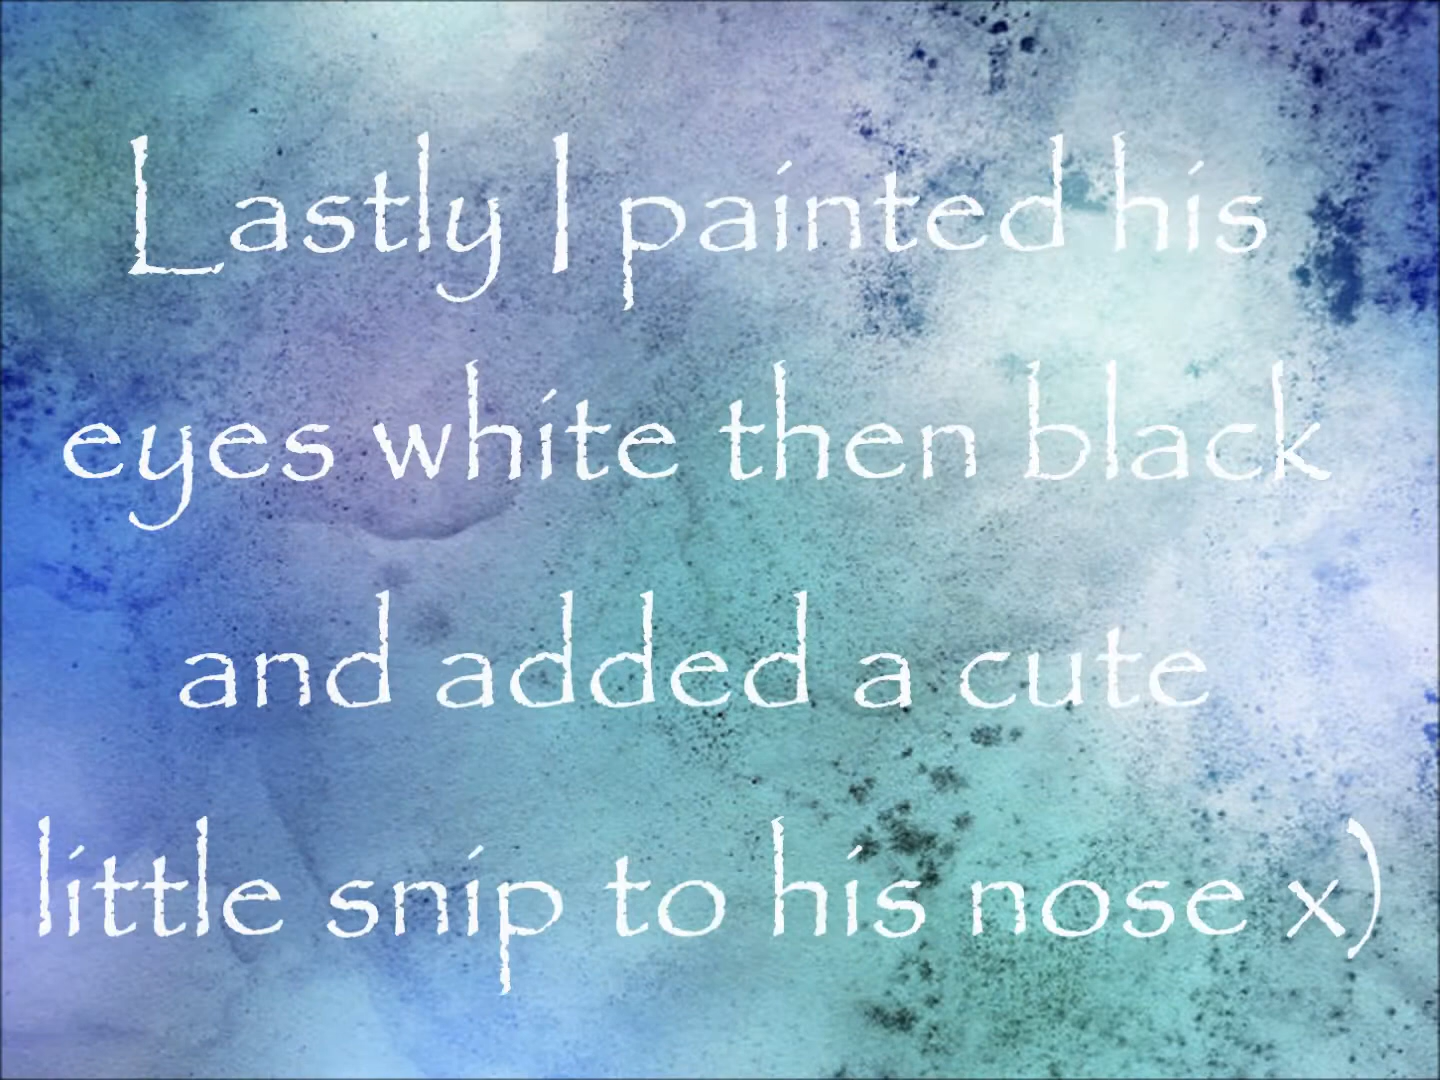 Lastly I painted his
eyes white then black
and added a cute
little snip to his nose x)